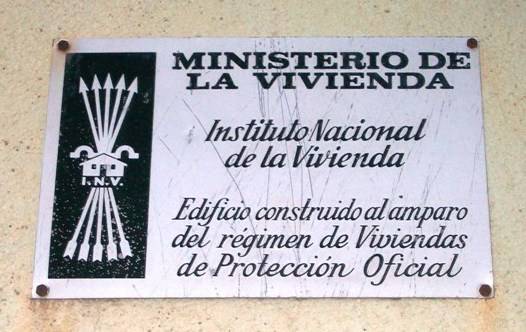 MINISTERIO DE
LA VIVIENDA
Instituto Nacional
de la Vivienda
I.N.V.
Edificio construido al amparo
del régimen de Viviendas
de Protección Oficial